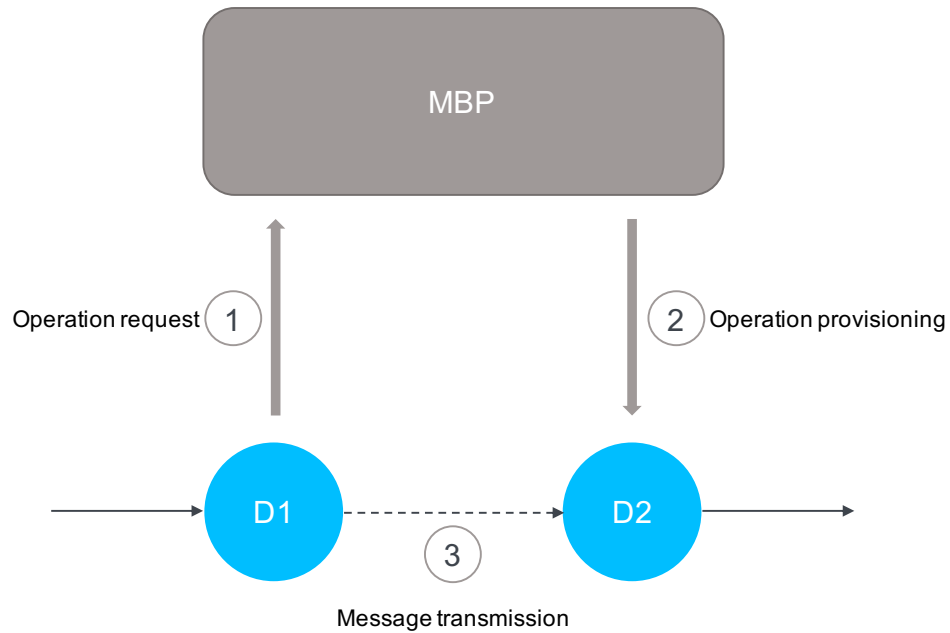 MBP
Operation request
1
2
Operation provisioning
D1
D2
3
Message transmission